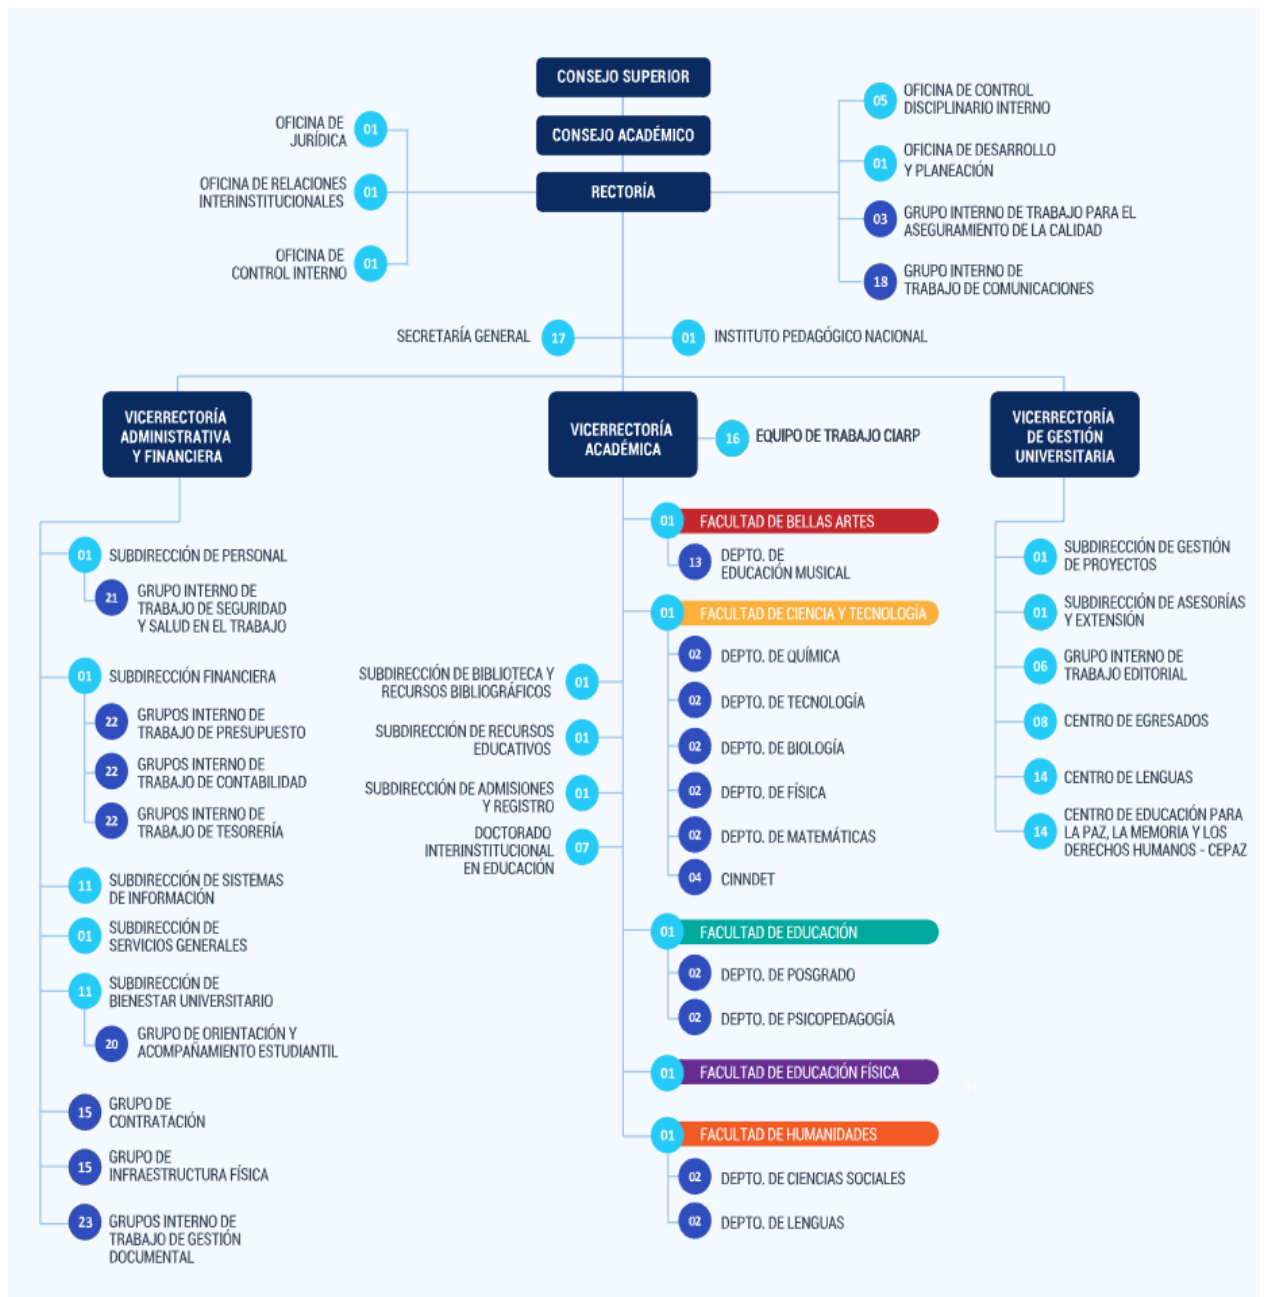 CONSEJO SUPERIOR
CONSEJO ACADÉMICO
RECTORÍA
OFICINA DE
JURÍDICA
01
OFICINA DE RELACIONES
INTERINSTITUCIONALES
01
OFICINA DE
CONTROL INTERNO
01
05
OFICINA DE CONTROL
DISCIPLINARIO INTERNO
01
OFICINA DE DESARROLLO
Y PLANEACIÓN
03
GRUPO INTERNO DE TRABAJO PARA EL
ASEGURAMIENTO DE LA CALIDAD
18
GRUPO INTERNO DE
TRABAJO DE COMUNICACIONES
SECRETARÍA GENERAL
17
01
INSTITUTO PEDAGÓGICO NACIONAL
VICERRECTORÍA
ADMINISTRATIVA
Y FINANCIERA
01
SUBDIRECCIÓN DE PERSONAL
21
GRUPO INTERNO DE
TRABAJO DE SEGURIDAD
Y SALUD EN EL TRABAJO
01
SUBDIRECCIÓN FINANCIERA
22
GRUPOS INTERNO DE
TRABAJO DE PRESUPUESTO
22
GRUPOS INTERNO DE
TRABAJO DE CONTABILIDAD
22
GRUPOS INTERNO DE
TRABAJO DE TESORERÍA
11
SUBDIRECCIÓN DE SISTEMAS
DE INFORMACIÓN
01
SUBDIRECCIÓN DE
SERVICIOS GENERALES
11
SUBDIRECCIÓN DE
BIENESTAR UNIVERSITARIO
20
GRUPO DE ORIENTACIÓN Y
ACOMPAÑAMIENTO ESTUDIANTIL
15
GRUPO DE
CONTRATACIÓN
15
GRUPO DE
INFRAESTRUCTURA FÍSICA
23
GRUPOS INTERNO DE
TRABAJO DE GESTIÓN
DOCUMENTAL
VICERRECTORÍA
ACADÉMICA
16
EQUIPO DE TRABAJO CIARP
SUBDIRECCIÓN DE BIBLIOTECA Y
RECURSOS BIBLIOGRÁFICOS
01
SUBDIRECCIÓN DE RECURSOS
EDUCATIVOS
01
SUBDIRECCIÓN DE ADMISIONES
Y REGISTRO
01
DOCTORADO
INTERINSTITUCIONAL
EN EDUCACIÓN
07
01
FACULTAD DE BELLAS ARTES
13
DEPTO. DE
EDUCACIÓN MUSICAL
01
FACULTAD DE CIENCIA Y TECNOLOGÍA
02
DEPTO. DE QUÍMICA
02
DEPTO. DE TECNOLOGÍA
02
DEPTO. DE BIOLOGÍA
02
DEPTO. DE FÍSICA
02
DEPTO. DE MATEMÁTICAS
04
CINNDET
01
FACULTAD DE EDUCACIÓN
02
DEPTO. DE POSGRADO
02
DEPTO. DE PSICOPEDAGOGÍA
01
FACULTAD DE EDUCACIÓN FÍSICA
01
FACULTAD DE HUMANIDADES
02
DEPTO. DE CIENCIAS SOCIALES
02
DEPTO. DE LENGUAS
VICERRECTORÍA
DE GESTIÓN
UNIVERSITARIA
01
SUBDIRECCIÓN DE GESTIÓN
DE PROYECTOS
01
SUBDIRECCIÓN DE ASESORÍAS
Y EXTENSIÓN
06
GRUPO INTERNO DE
TRABAJO EDITORIAL
08
CENTRO DE EGRESADOS
14
CENTRO DE LENGUAS
14
CENTRO DE EDUCACIÓN PARA
LA PAZ, LA MEMORIA Y LOS
DERECHOS HUMANOS - CEPAZ